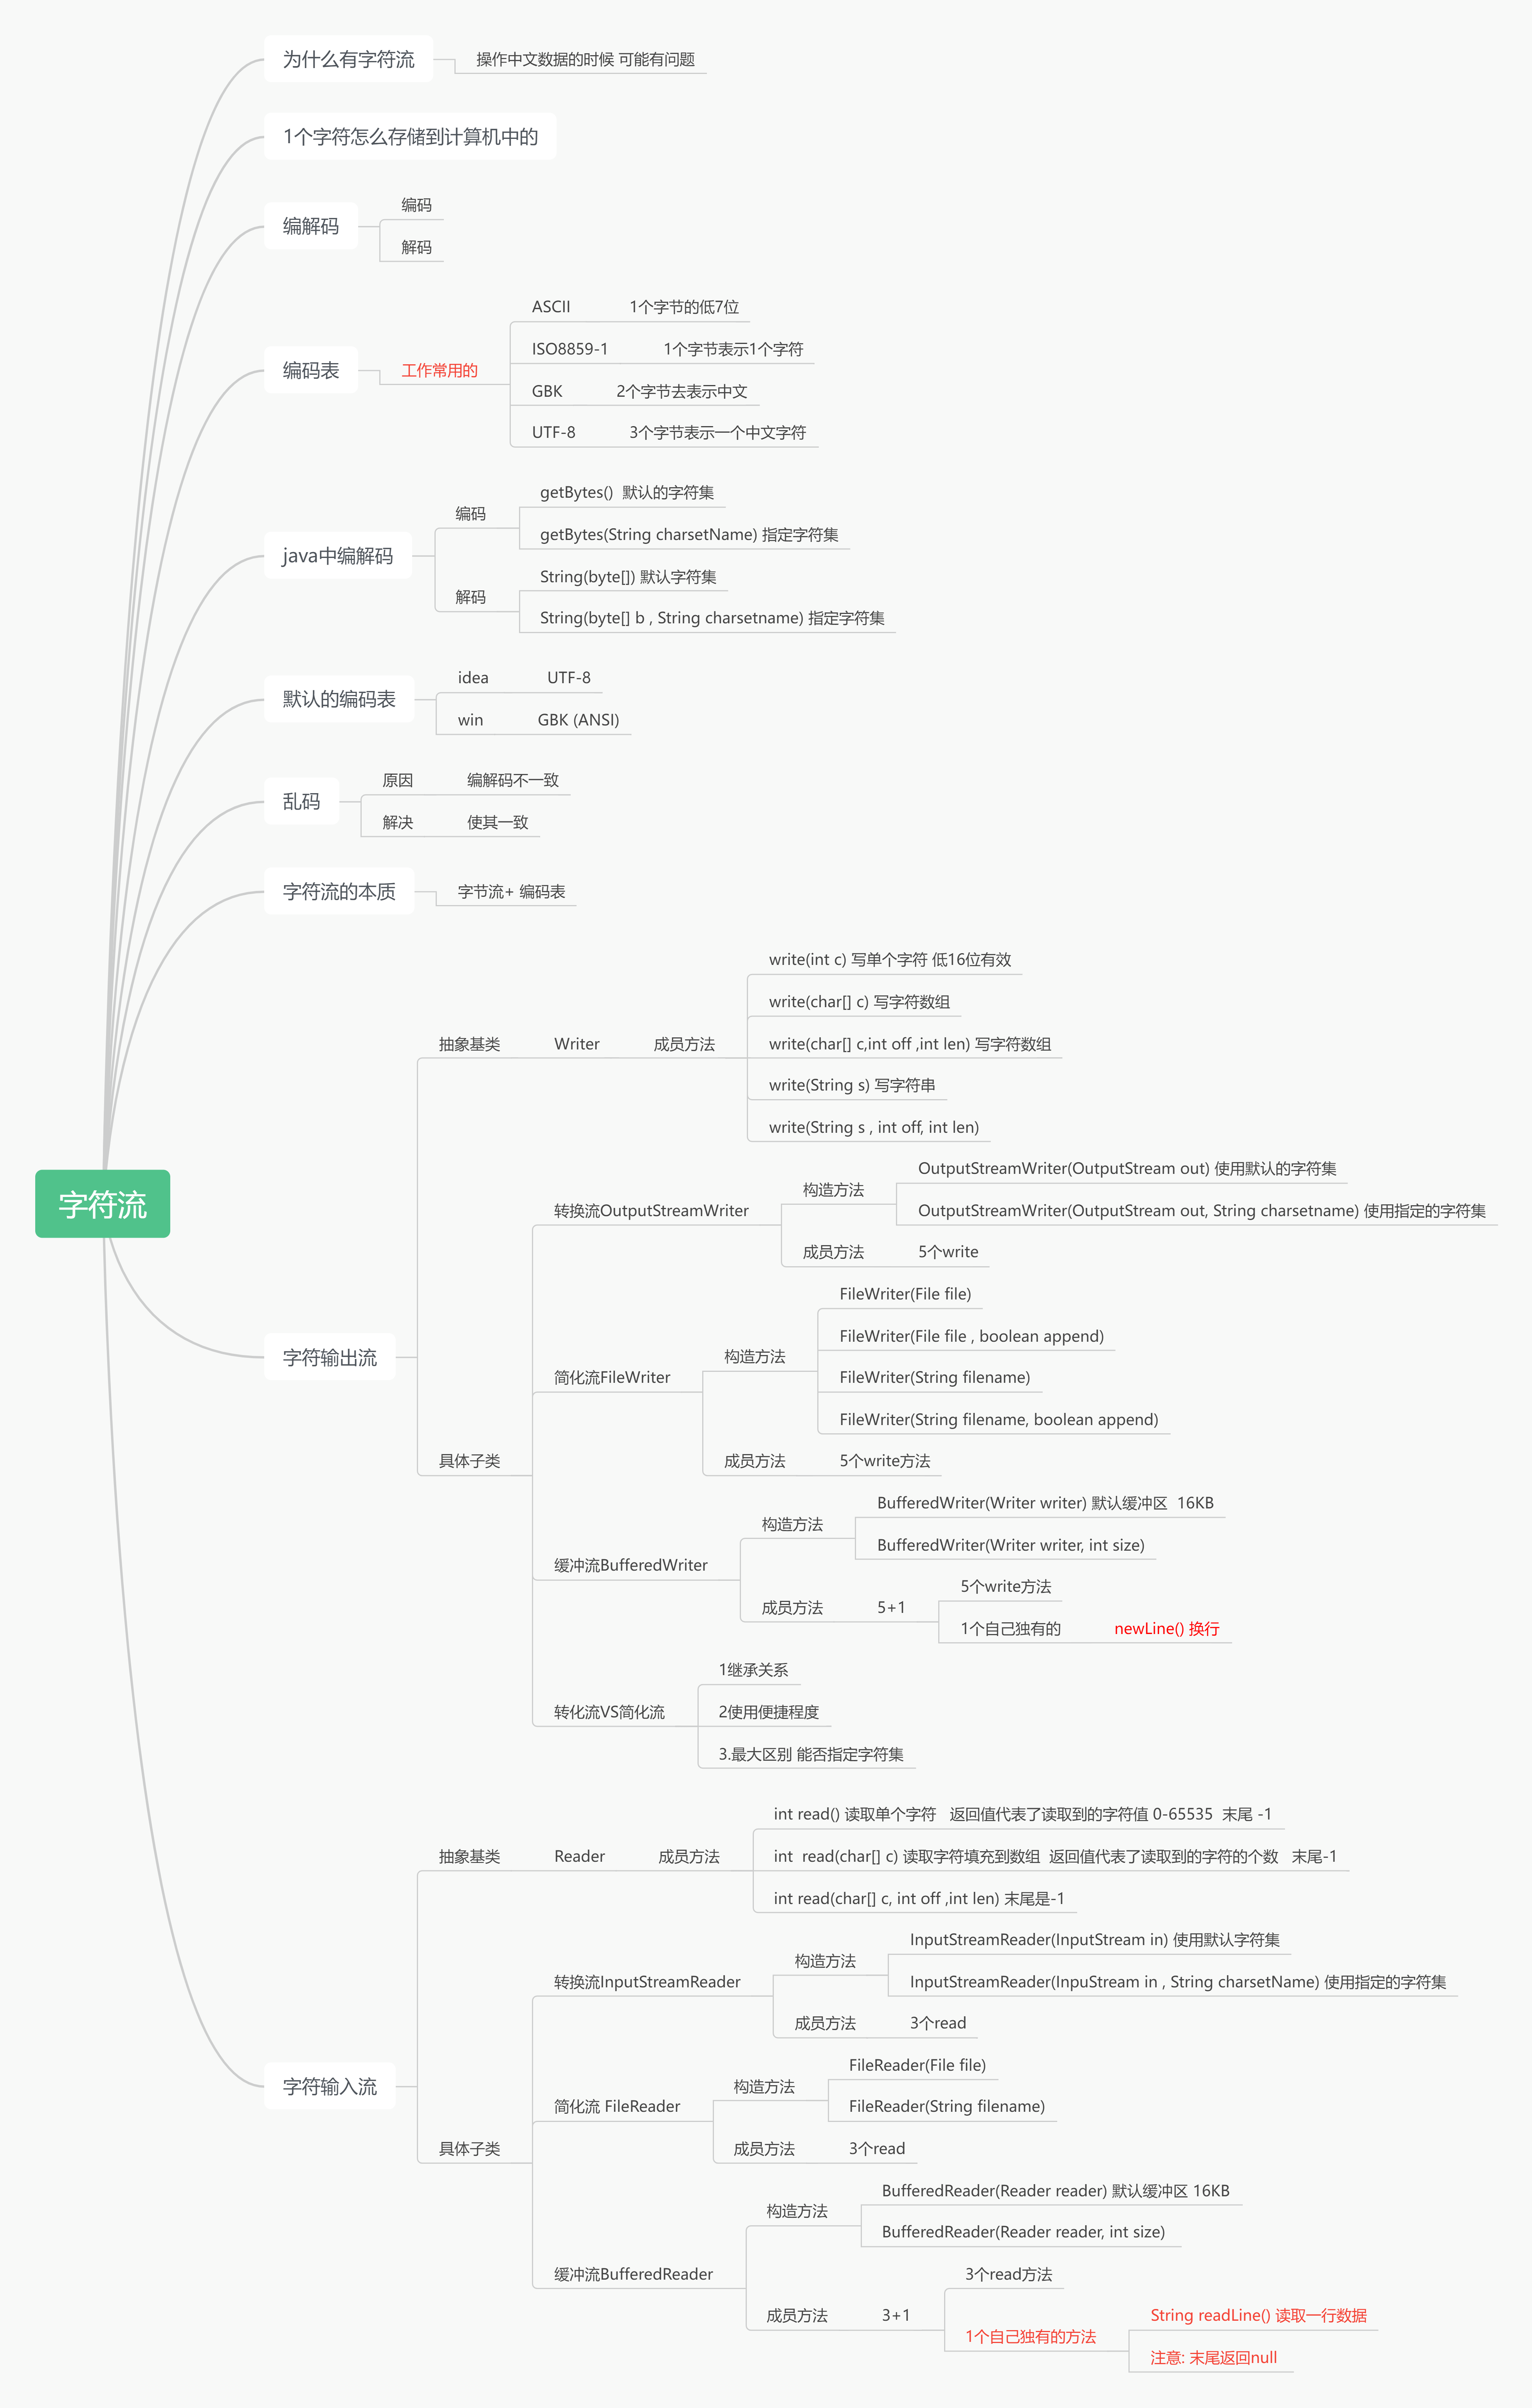 字符流
为什么有字符流
操作中文数据的时候 可能有问题
1个字符怎么存储到计算机中的
编解码
编码
解码
编码表
工作常用的
ASCII 1个字节的低7位
ISO8859-1 1个字节表示1个字符
GBK 2个字节去表示中文
UTF-8 3个字节表示一个中文字符
java中编解码
编码
getBytes() 默认的字符集
getBytes(String charsetName) 指定字符集
解码
String(byte[]) 默认字符集
String(byte[] b , String charsetname) 指定字符集
默认的编码表
idea UTF-8
win GBK (ANSI)
乱码
原因 编解码不一致
解决 使其一致
字符流的本质
字节流+ 编码表
字符输出流
抽象基类 Writer 成员方法
write(int c) 写单个字符 低16位有效
write(char[] c) 写字符数组
write(char[] c,int off ,int len) 写字符数组
write(String s) 写字符串
write(String s , int off, int len)
具体子类
转换流OutputStreamWriter
构造方法
OutputStreamWriter(OutputStream out) 使用默认的字符集
OutputStreamWriter(OutputStream out, String charsetname) 使用指定的字符集
成员方法 5个write
简化流FileWriter
构造方法
FileWriter(File file)
FileWriter(File file , boolean append)
FileWriter(String filename)
FileWriter(String filename, boolean append)
成员方法 5个write方法
缓冲流BufferedWriter
构造方法
BufferedWriter(Writer writer) 默认缓冲区 16KB
BufferedWriter(Writer writer, int size)
成员方法 5+1
5个write方法
1个自己独有的 newLine() 换行
转化流VS简化流
1继承关系
2使用便捷程度
3.最大区别 能否指定字符集
字符输入流
抽象基类 Reader 成员方法
int read() 读取单个字符 返回值代表了读取到的字符值 0-65535 末尾 -1
int read(char[] c) 读取字符填充到数组 返回值代表了读取到的字符的个数 末尾-1
int read(char[] c, int off ,int len) 末尾是-1
具体子类
转换流InputStreamReader
构造方法
InputStreamReader(InputStream in) 使用默认字符集
InputStreamReader(InpuStream in , String charsetName) 使用指定的字符集
成员方法 3个read
简化流 FileReader
构造方法
FileReader(File file)
FileReader(String filename)
成员方法 3个read
缓冲流BufferedReader
构造方法
BufferedReader(Reader reader) 默认缓冲区 16KB
BufferedReader(Reader reader, int size)
成员方法 3+1
3个read方法
1个自己独有的方法
String readLine() 读取一行数据
注意: 末尾返回null